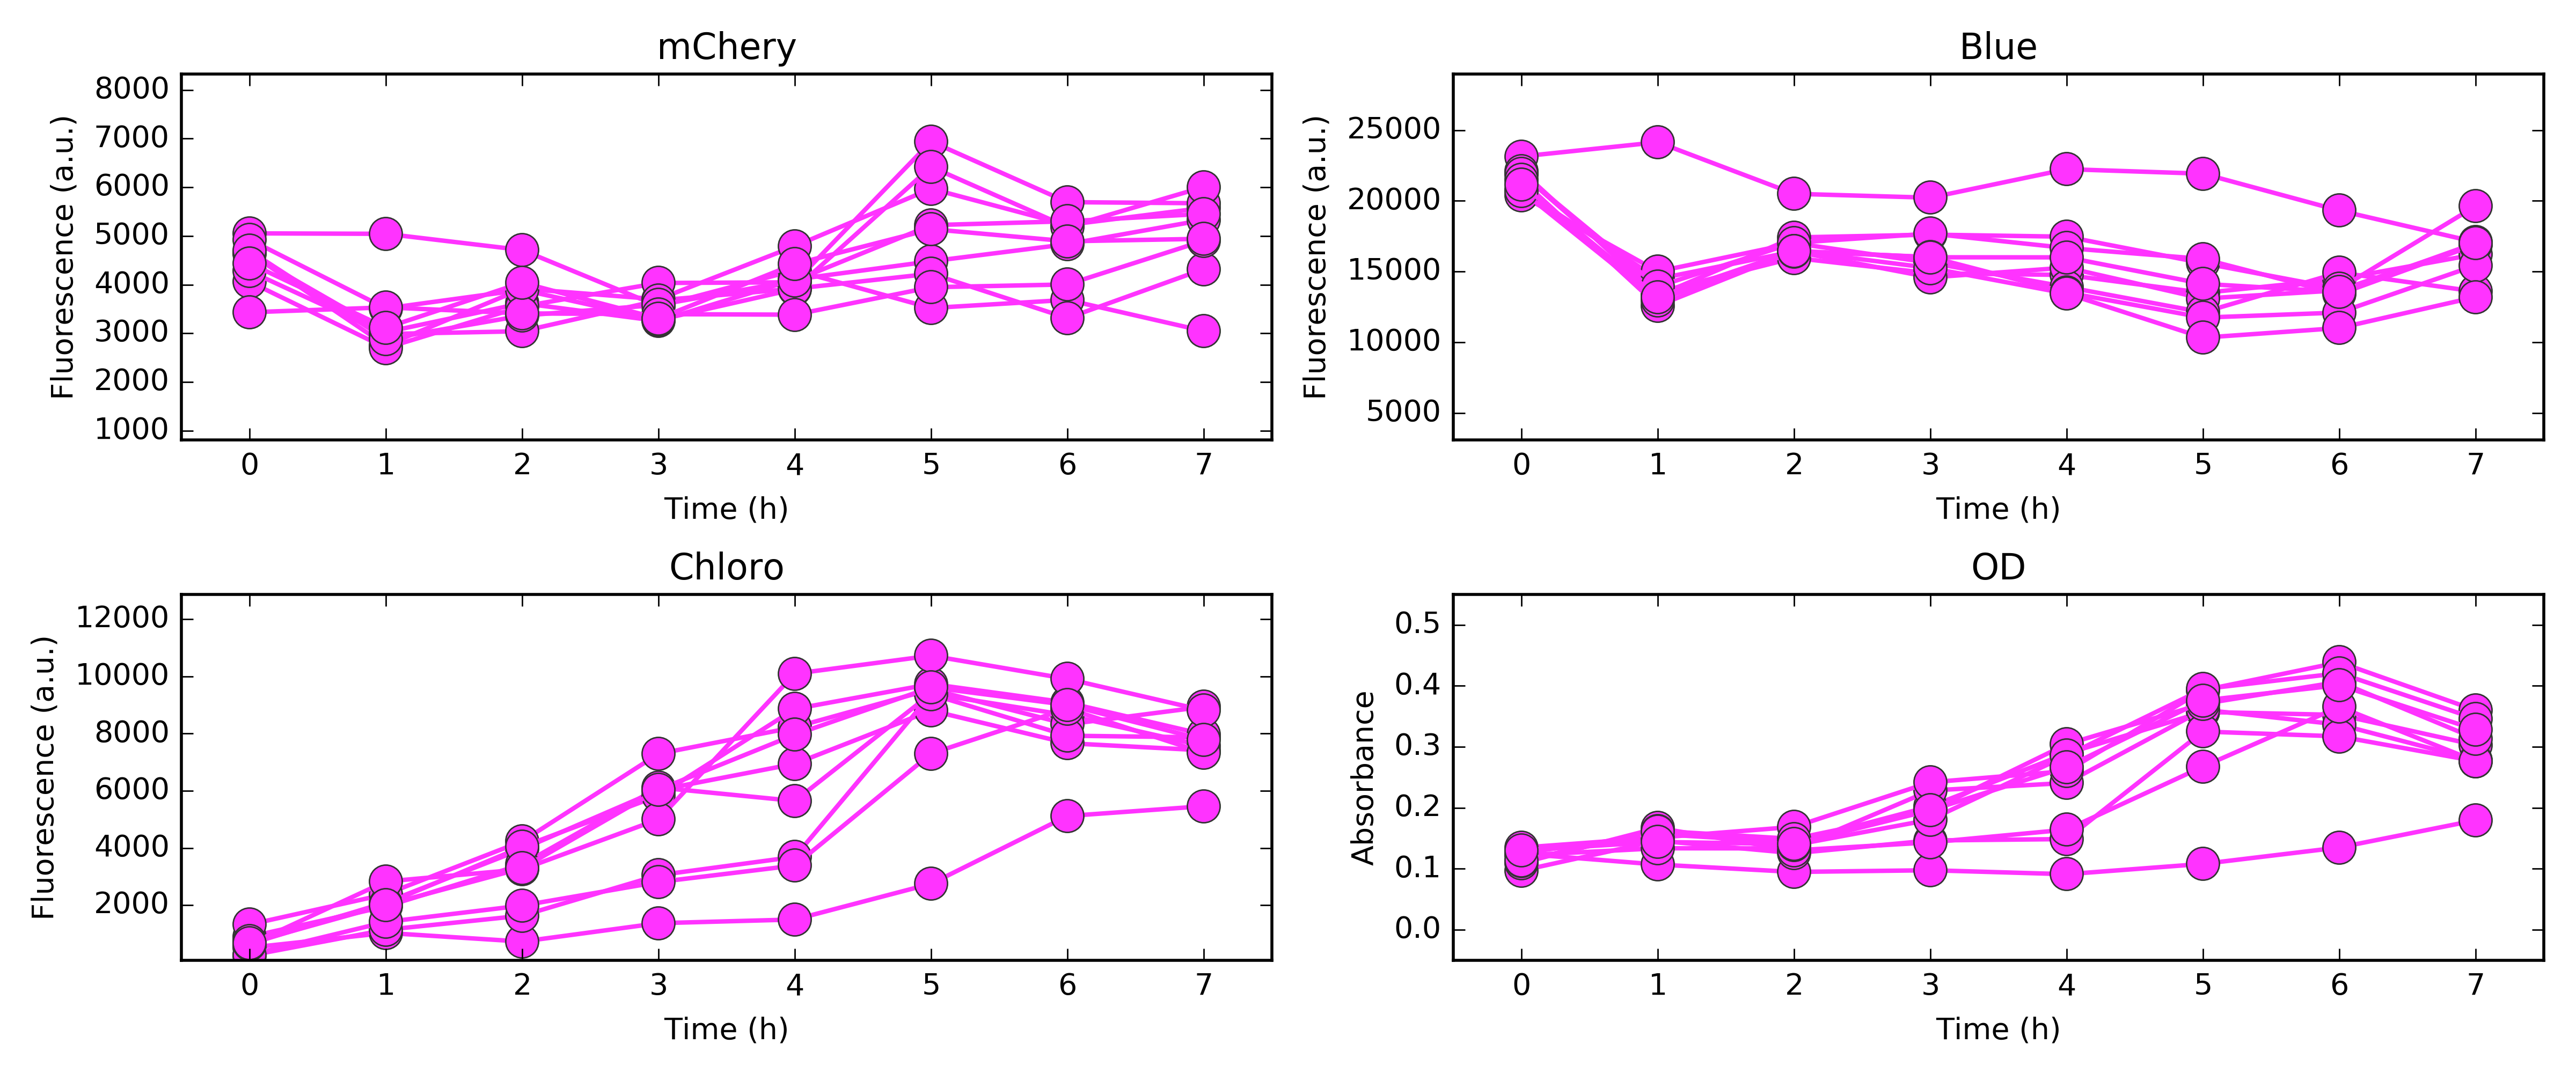 mChery
Fluorescence (a.u.)
8000
7000
6000
5000
4000
3000
2000
1000
0 1 2 3 4 5 6 7
Time (h)
Blue
Fluorescence (a.u.)
25000
20000
15000
10000
5000
0 1 2 3 4 5 6 7
Time (h)
Chloro
Fluorescence (a.u.)
12000
10000
8000
6000
4000
2000
0 1 2 3 4 5 6 7
Time (h)
OD
Absorbance
0.5
0.4
0.3
0.2
0.1
0.0
0 1 2 3 4 5 6 7
Time (h)